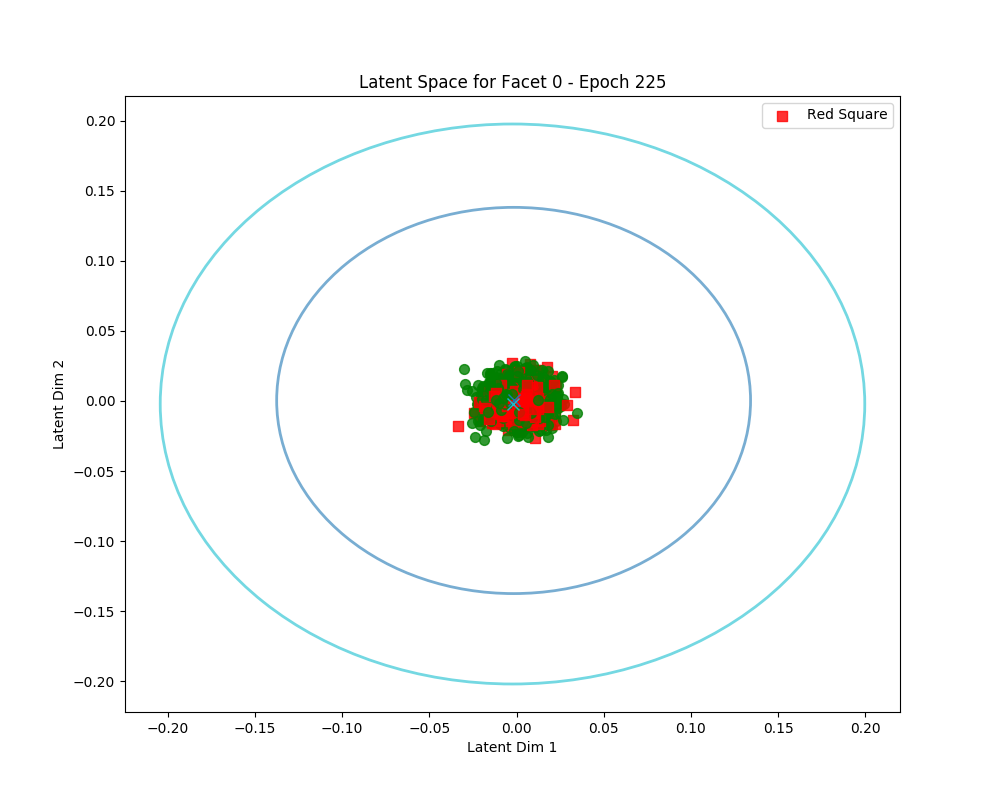 Latent Space for Facet 0 - Epoch 225
Red Square
0.20
0.15
0.10
0.05
0.00
−0.05
−0.10
−0.15
−0.20
Latent Dim 2
−0.20 −0.15 −0.10 −0.05 0.00 0.05 0.10 0.15 0.20
Latent Dim 1